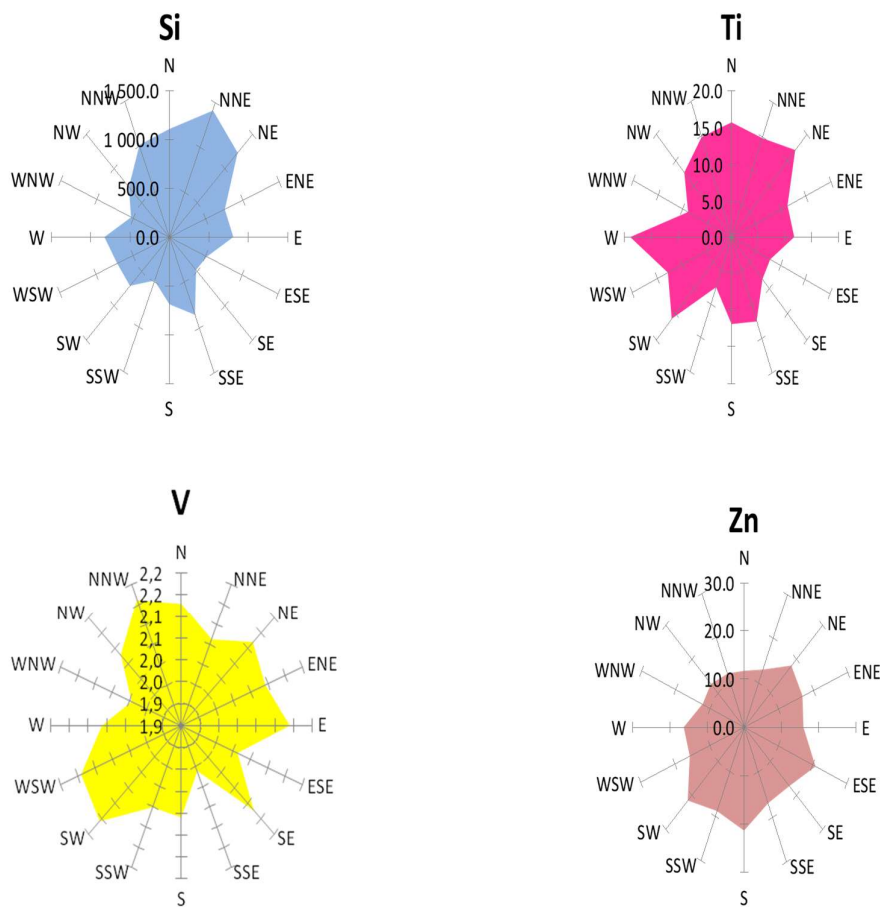 Si
Ti
N
N
1,500.0
20.0
NNW
NNE
NNW
NNE
15.0
NW
1 000.0
NE
NW
NE
10.0
WNW
500.0
ENE
WNW
5.0
ENE
W
0.0
E
W
0.0
E
WSW
ESE
WSW
ESE
SW
SE
SW
SE
SSW
SSE
SSW
SSE
S
S
V
Zn
N
N
2,2
NNW
NNE
30.0
2,2
NNW
NNE
NW
2,1
NE
NW
20.0
NE
2,1
WNW
2,0
ENE
WNW
10.0
ENE
2,0
1,9
W
1,9
E
W
0.0
E
WSW
ESE
WSW
ESE
SW
SE
SW
SE
SSW
SSE
SSW
SSE
S
S